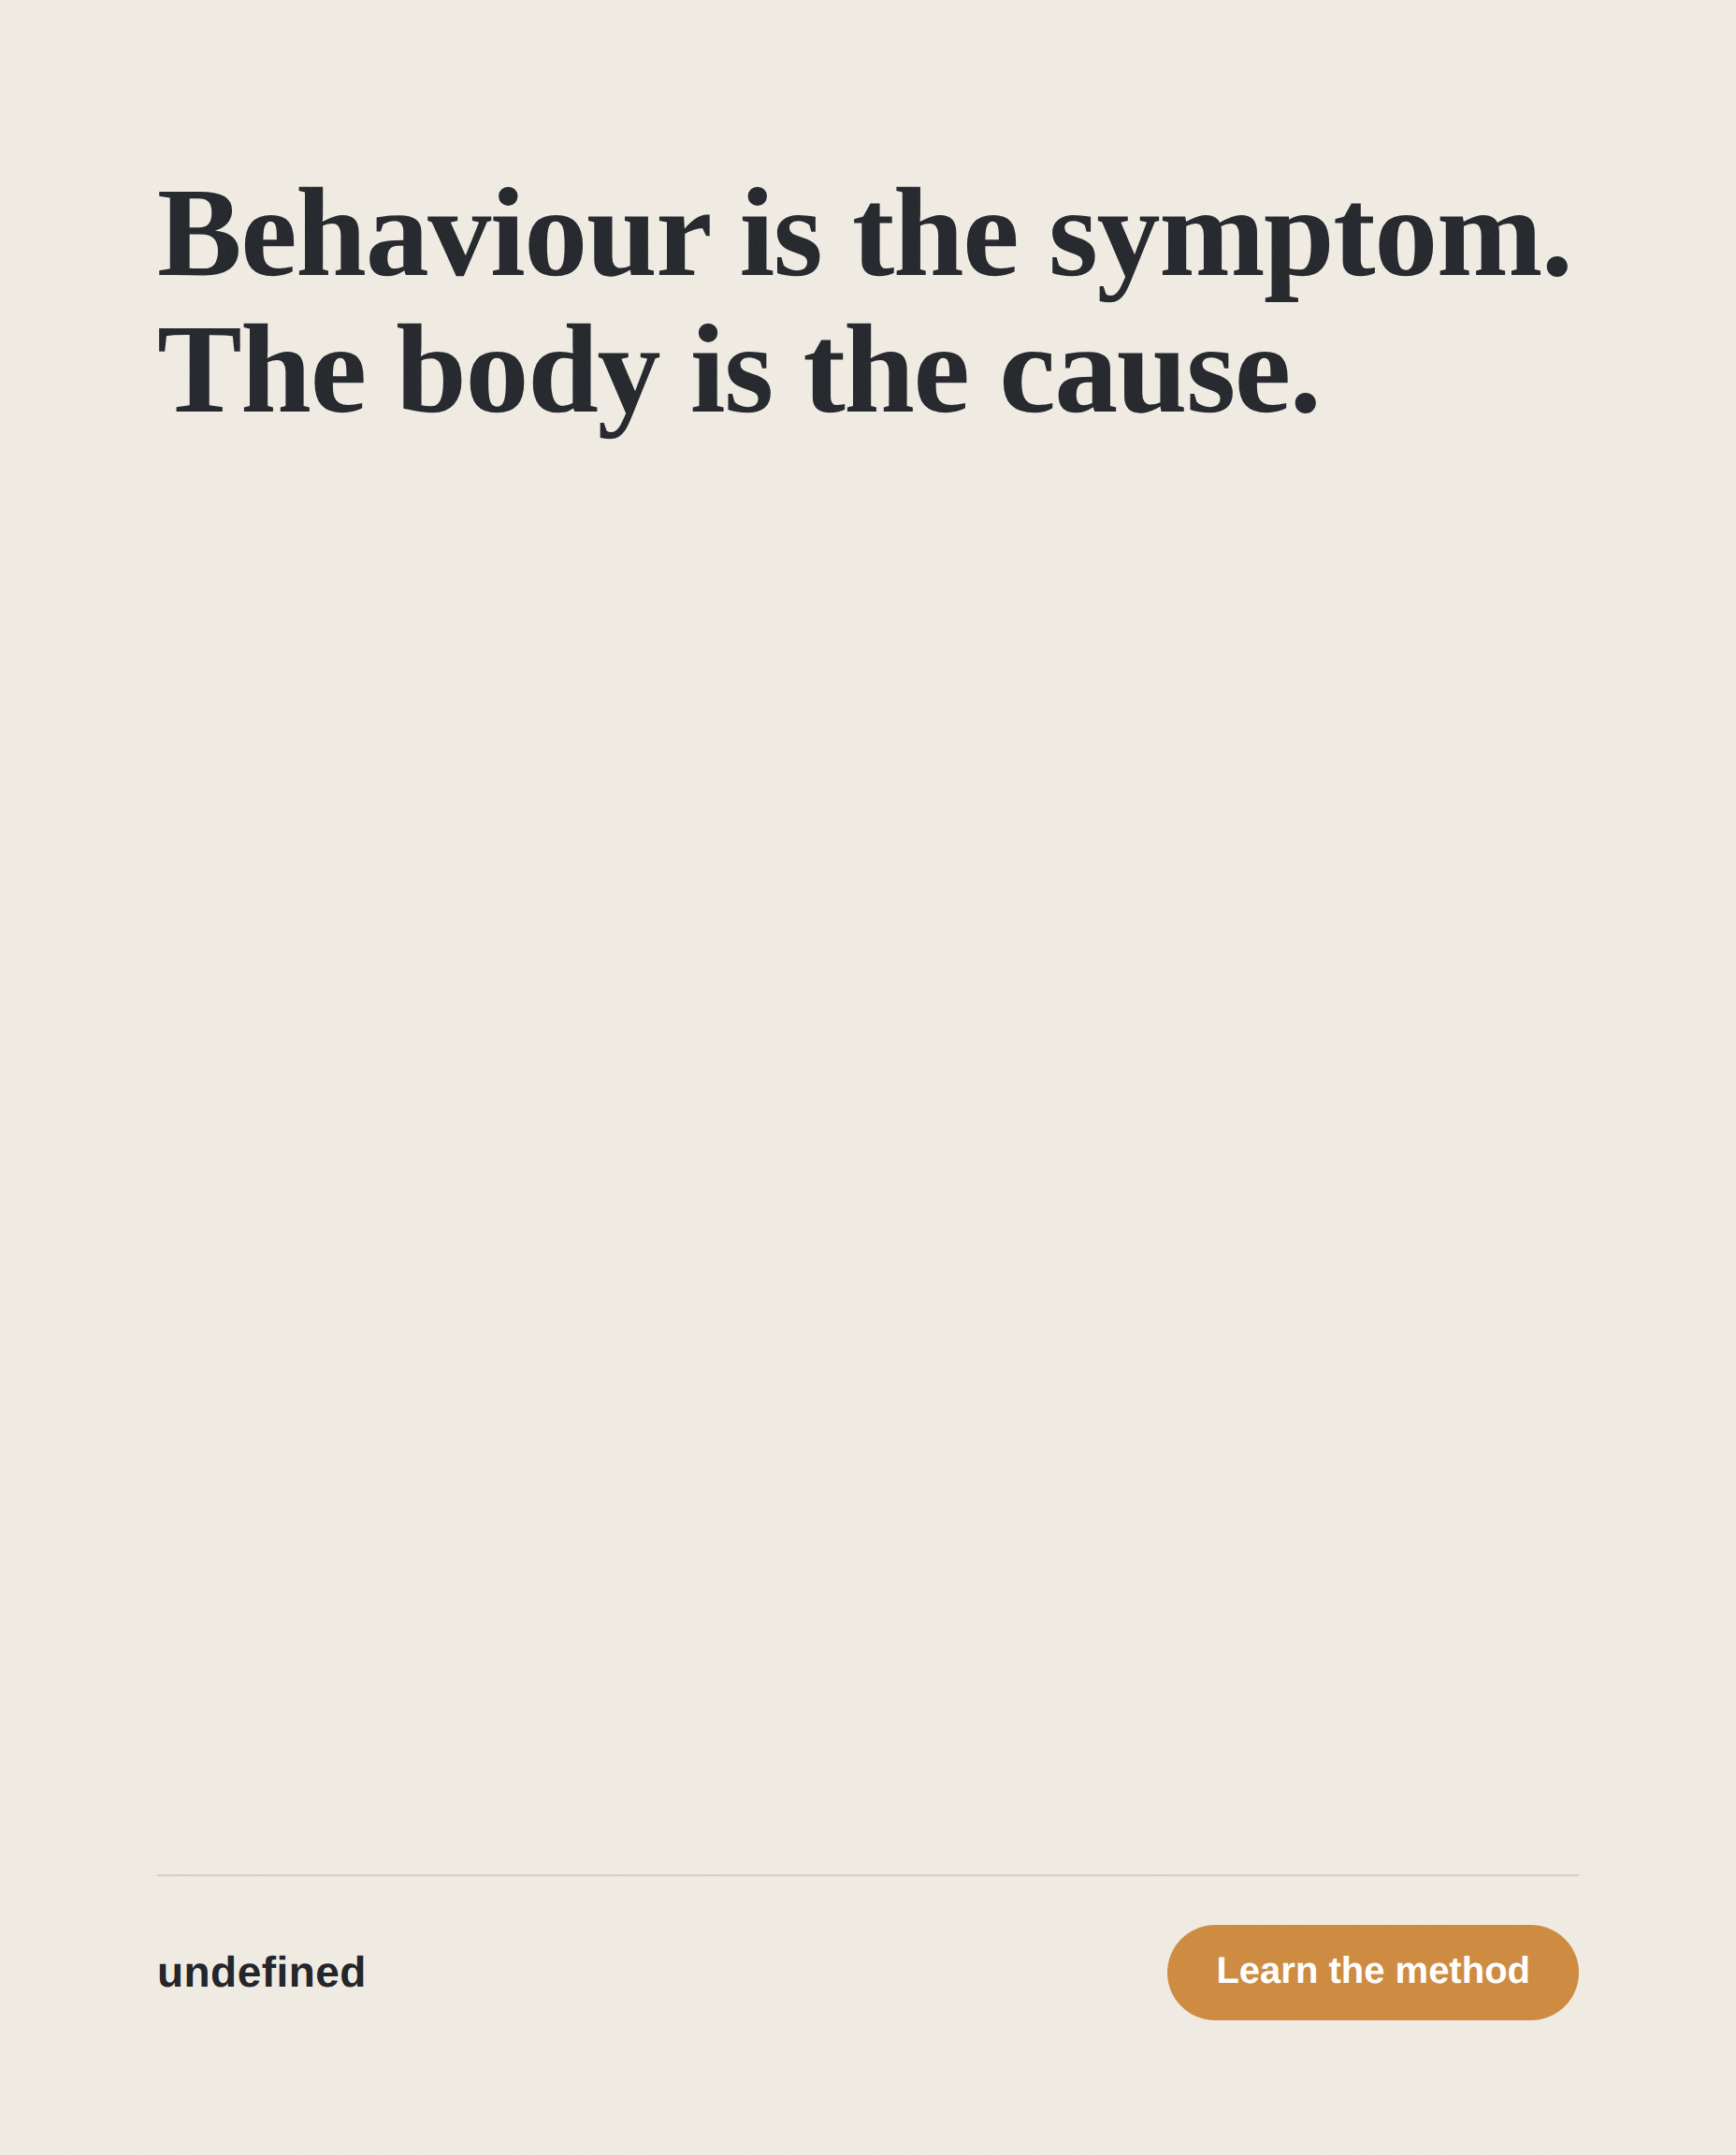 Behaviour is the symptom.
The body is the cause.
undefined
Learn the method